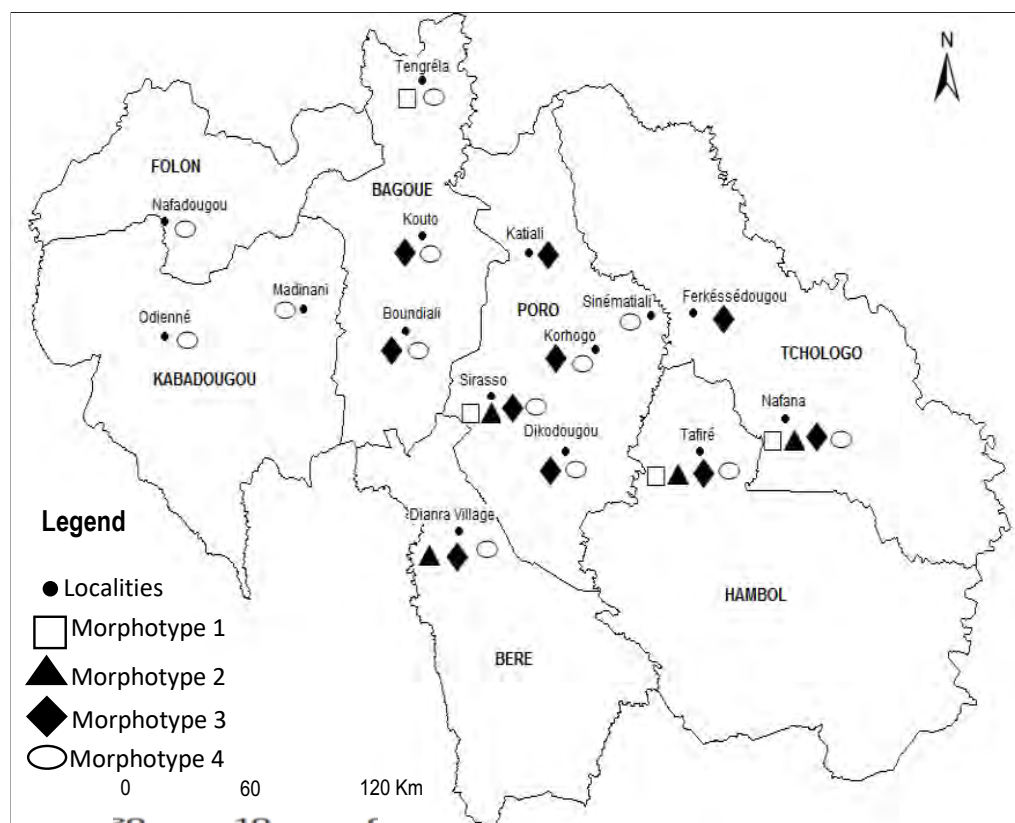 N
Tengréla
FOLON
BAGOUE
Nafadougou
Kouto
Katiali
Madinani
Sinématiali
Ferkéssédougou
Odienné
Boundiali
PORO
Korhogo
TCHOLOGO
KABADOUGOU
Sirasso
Nafana
Dikodougou
Tafiré
Legend
Dianra Village
Localities
HAMBOL
Morphotype 1
BERE
Morphotype 2
Morphotype 3
Morphotype 4
0 60 120 Km